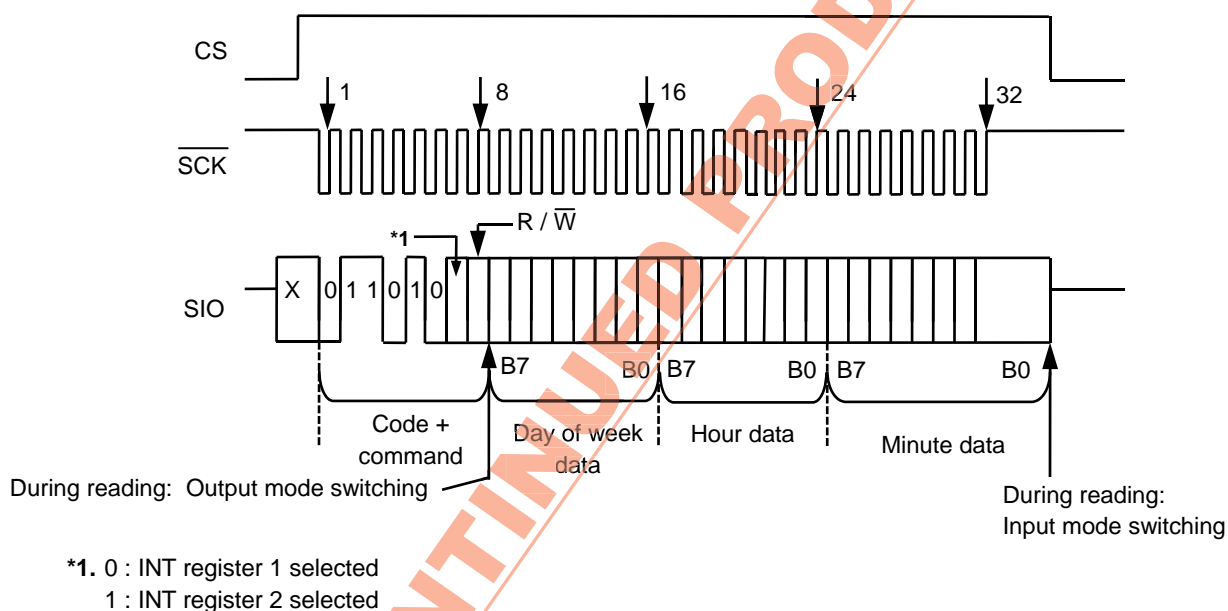 CS
1
8
16
24
32
SCK
*1
R / W
SIO
X 0 1 1 0 1 0
B7 B0 B7 B0 B7 B0
Code +
command
Day of week
data
Hour data
Minute data
During reading: Output mode switching
During reading:
Input mode switching
*1. 0 : INT register 1 selected
1 : INT register 2 selected
NTINUED PROD